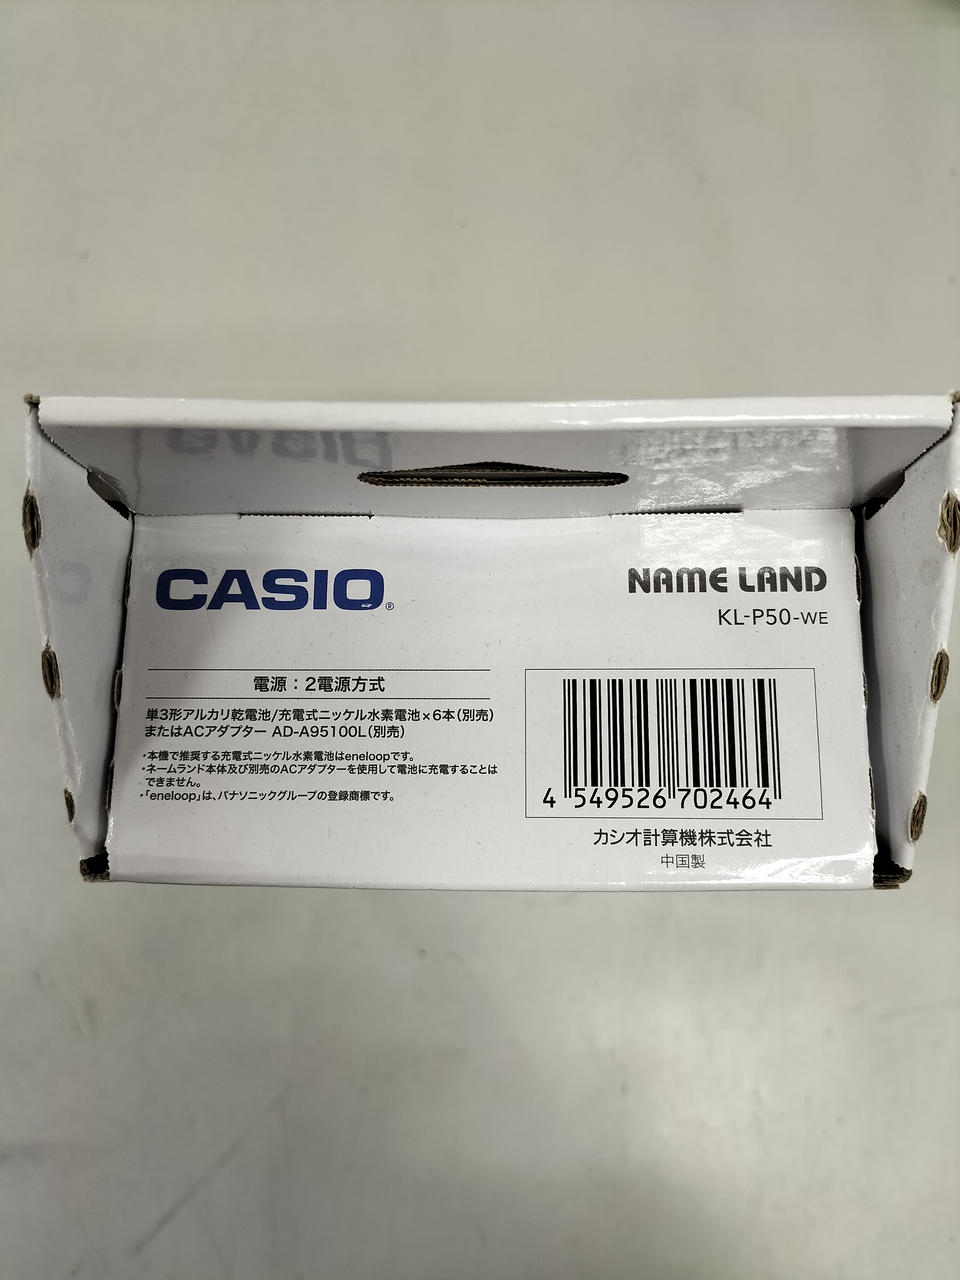 CASIO®
NAME LAND
KL-P50-WE
電源：2電源方式
単3形アルカリ乾電池/充電式ニッケル水素電池×6本(別売)
またはACアダプター AD-A95100L(別売)
・本機で推奨する充電式ニッケル水素電池はeneloopです。
・ネームランド本体及び別売のACアダプターを使用して電池に充電することは
できません。
・「eneloop」は、パナソニックグループの登録商標です。
4 549526 702464
カシオ計算機株式会社
中国製